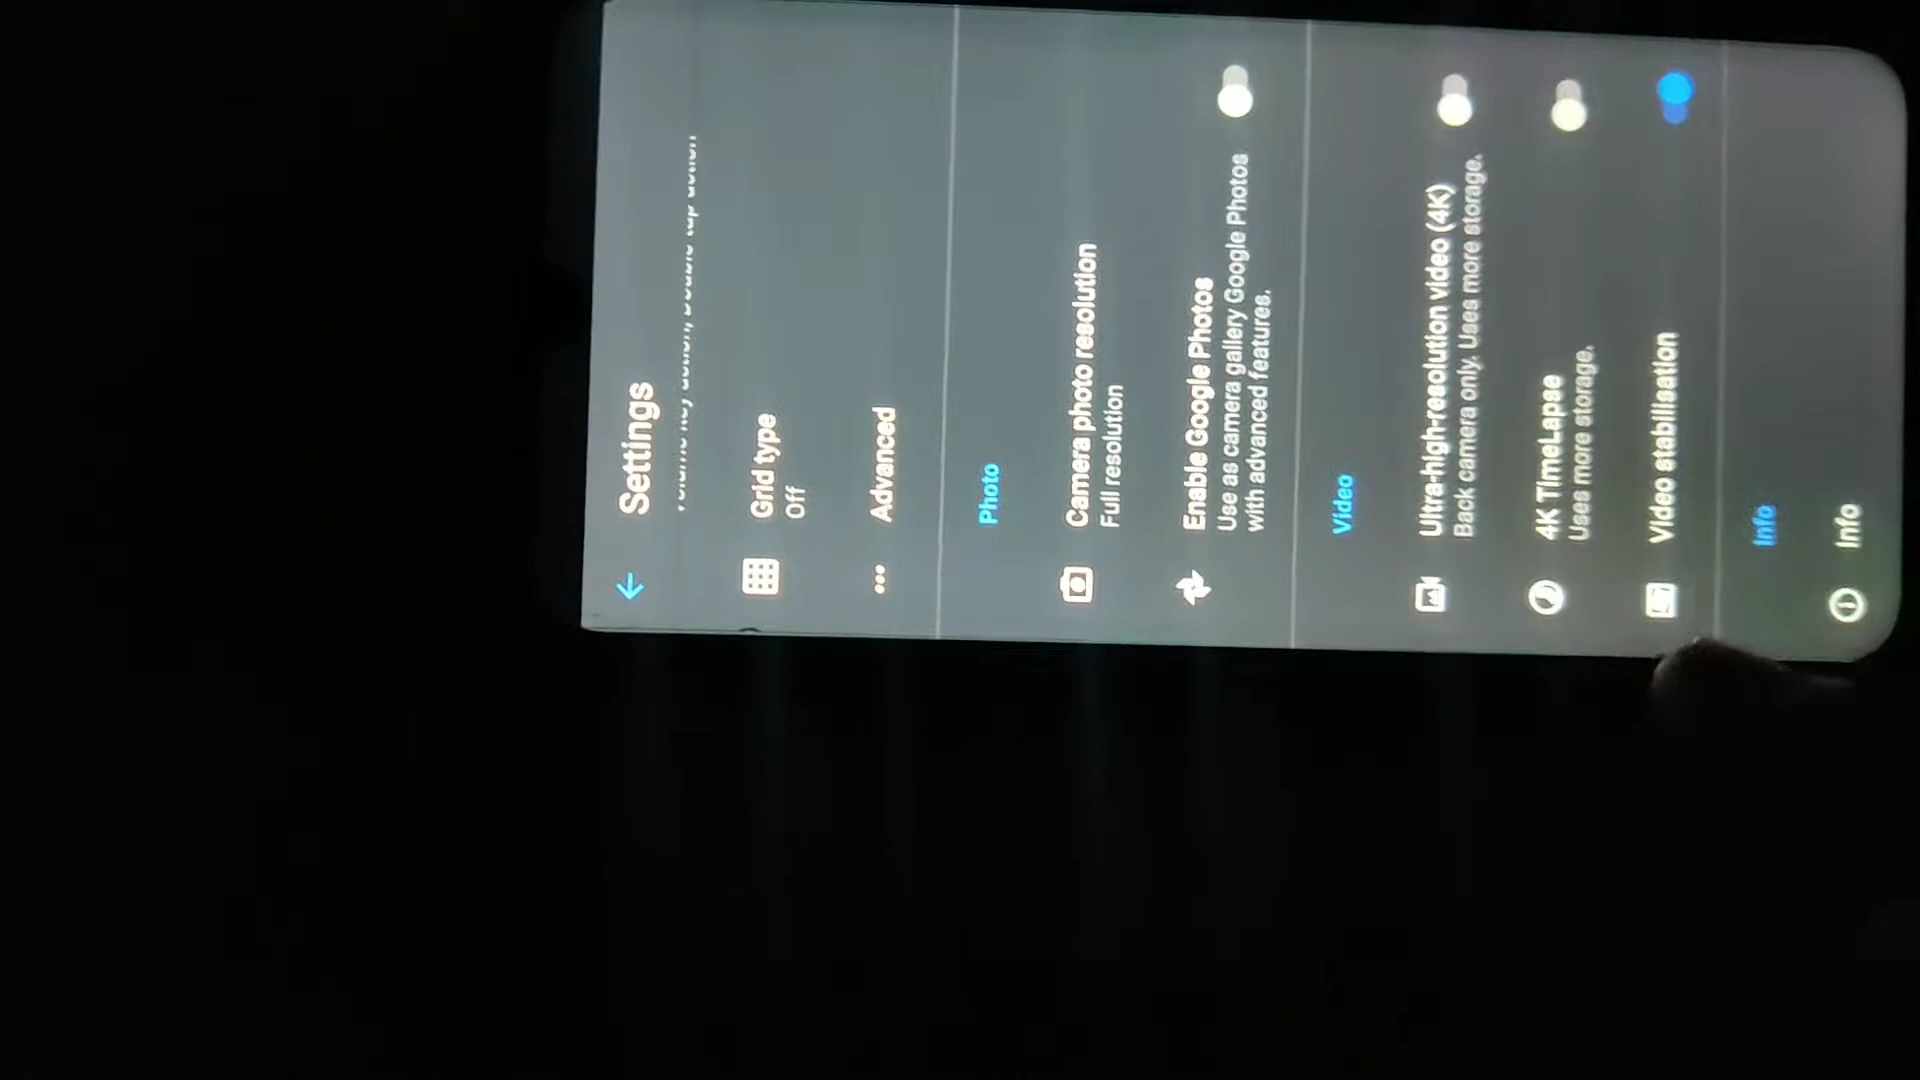 Settings
Grid type
Off
Advanced
Photo
Camera photo resolution
Full resolution
Enable Google Photos
Use as camera gallery Google Photos
with advanced features.
Video
Ultra-high-resolution video (4K)
Back camera only. Uses more storage.
4K TimeLapse
Uses more storage.
Video stabilisation
Info
Info